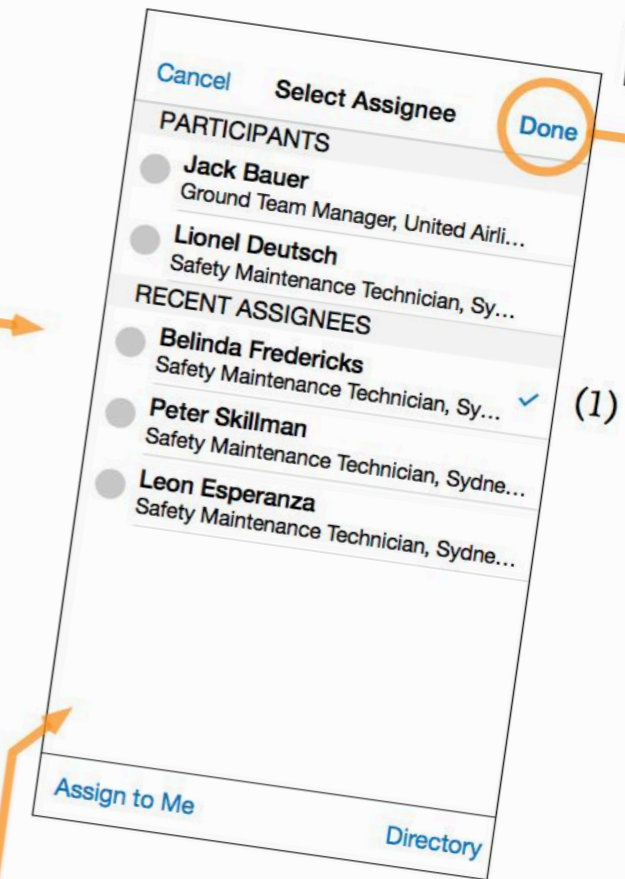 Cancel Select Assignee Done
PARTICIPANTS
Jack Bauer
Ground Team Manager, United Airli...
Lionel Deutsch
Safety Maintenance Technician, Sy...
RECENT ASSIGNEES
Belinda Fredericks
Safety Maintenance Technician, Sy...
(1)
Peter Skillman
Safety Maintenance Technician, Sydne...
Leon Esperanza
Safety Maintenance Technician, Sydne...
Assign to Me Directory